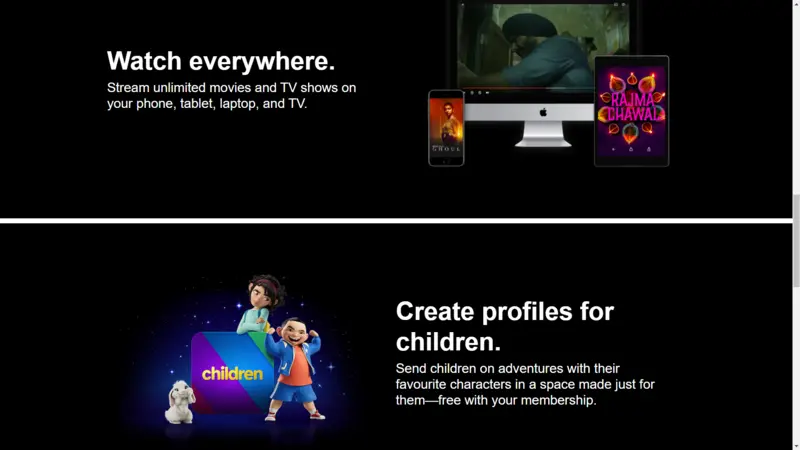 Watch everywhere.
Stream unlimited movies and TV shows on
your phone, tablet, laptop, and TV.
GHOUL
RAJMA
CHAWAL
children
Create profiles for
children.
Send children on adventures with their
favourite characters in a space made just for
them—free with your membership.